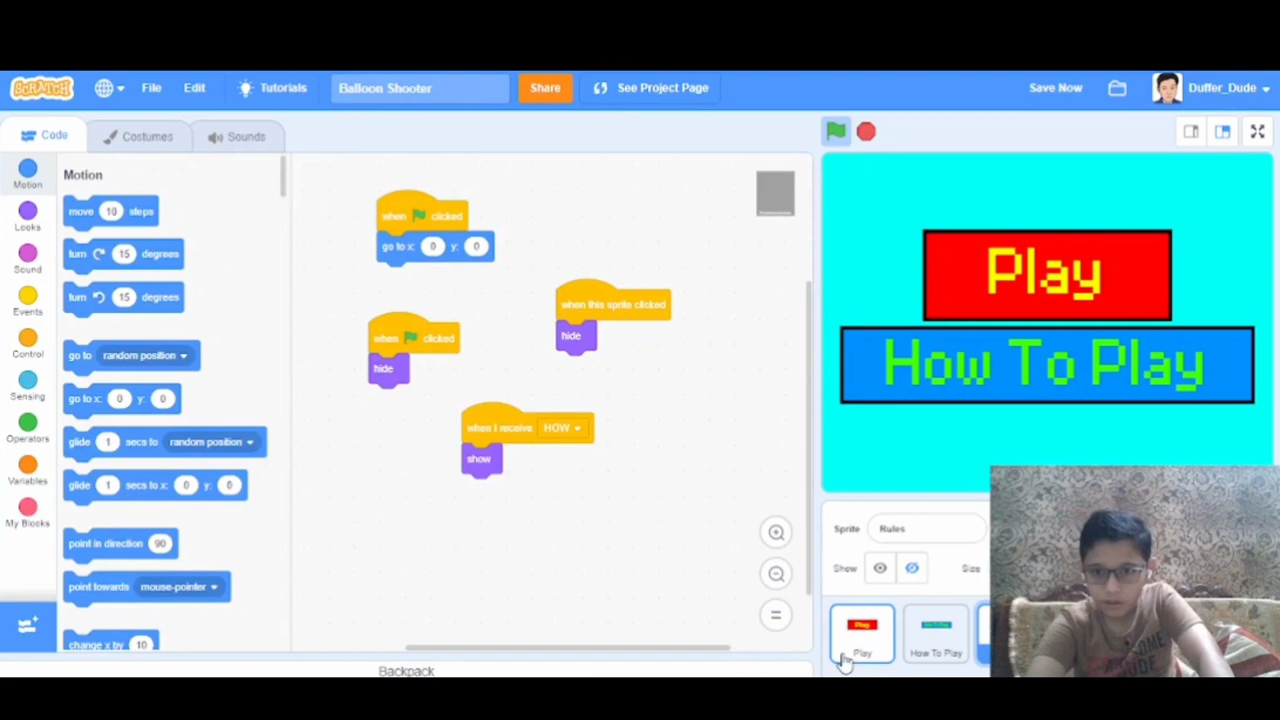 SCRATCH File Edit Tutorials Balloon Shooter Share See Project Page Save Now Duffer_Dude
Code Costumes Sounds
Motion
Looks
Sound
Events
Control
Sensing
Operators
Variables
My Blocks
Motion
move 10 steps
turn 15 degrees
turn 15 degrees
go to random position
go to x: 0 y: 0
glide 1 secs to random position
glide 1 secs to x: 0 y: 0
point in direction 90
point towards mouse-pointer
change x by 10
when clicked
go to x: 0 y: 0
when this sprite clicked
hide
when clicked
hide
when I receive HOW
show
Backpack
Play
How To Play
Sprite Rules
Show Size
Play How To Play